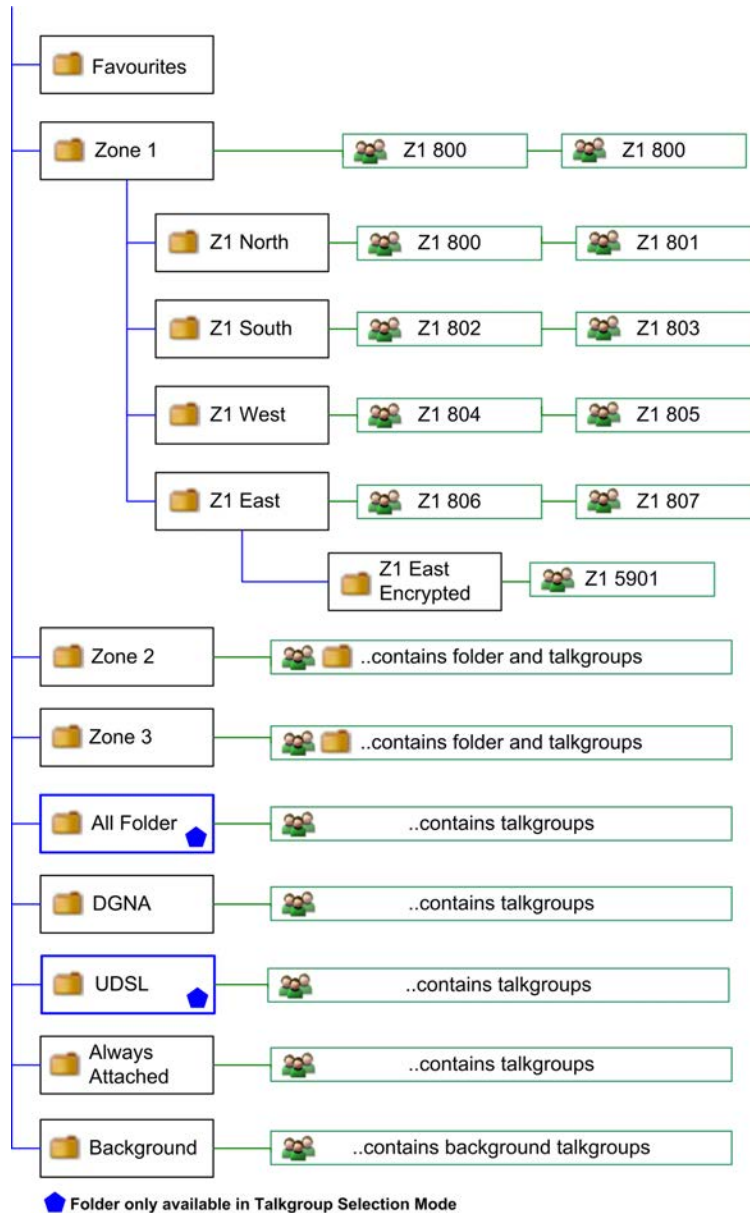 Favourites
Zone 1
Z1 800
Z1 800
Z1 North
Z1 800
Z1 801
Z1 South
Z1 802
Z1 803
Z1 West
Z1 804
Z1 805
Z1 East
Z1 806
Z1 807
Z1 East
Encrypted
Z1 5901
Zone 2
..contains folder and talkgroups
Zone 3
..contains folder and talkgroups
All Folder
..contains talkgroups
DGNA
..contains talkgroups
UDSL
..contains talkgroups
Always
Attached
..contains talkgroups
Background
..contains background talkgroups
Folder only available in Talkgroup Selection Mode